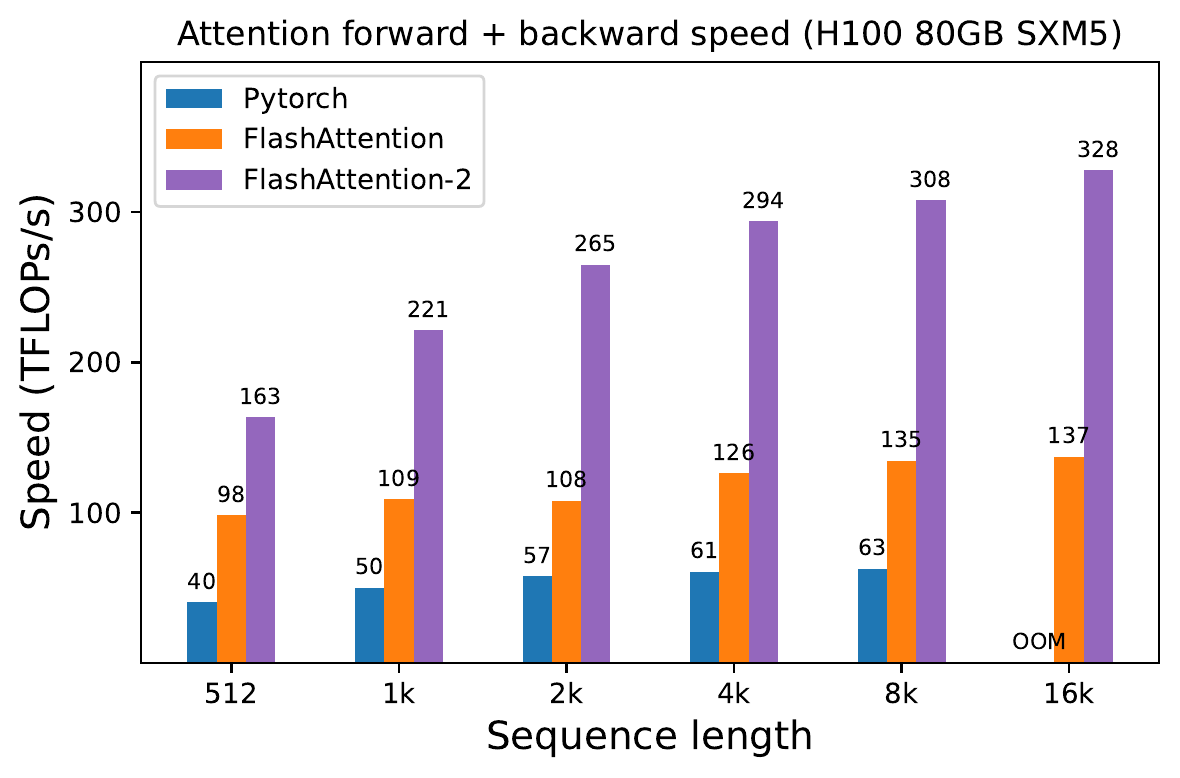 Attention forward + backward speed (H100 80GB SXM5)
Pytorch
FlashAttention
FlashAttention-2
Speed (TFLOPs/s)
300
200
100
40
98
163
50
109
221
57
108
265
61
126
294
63
135
308
OOM
137
328
512
1k
2k
4k
8k
16k
Sequence length